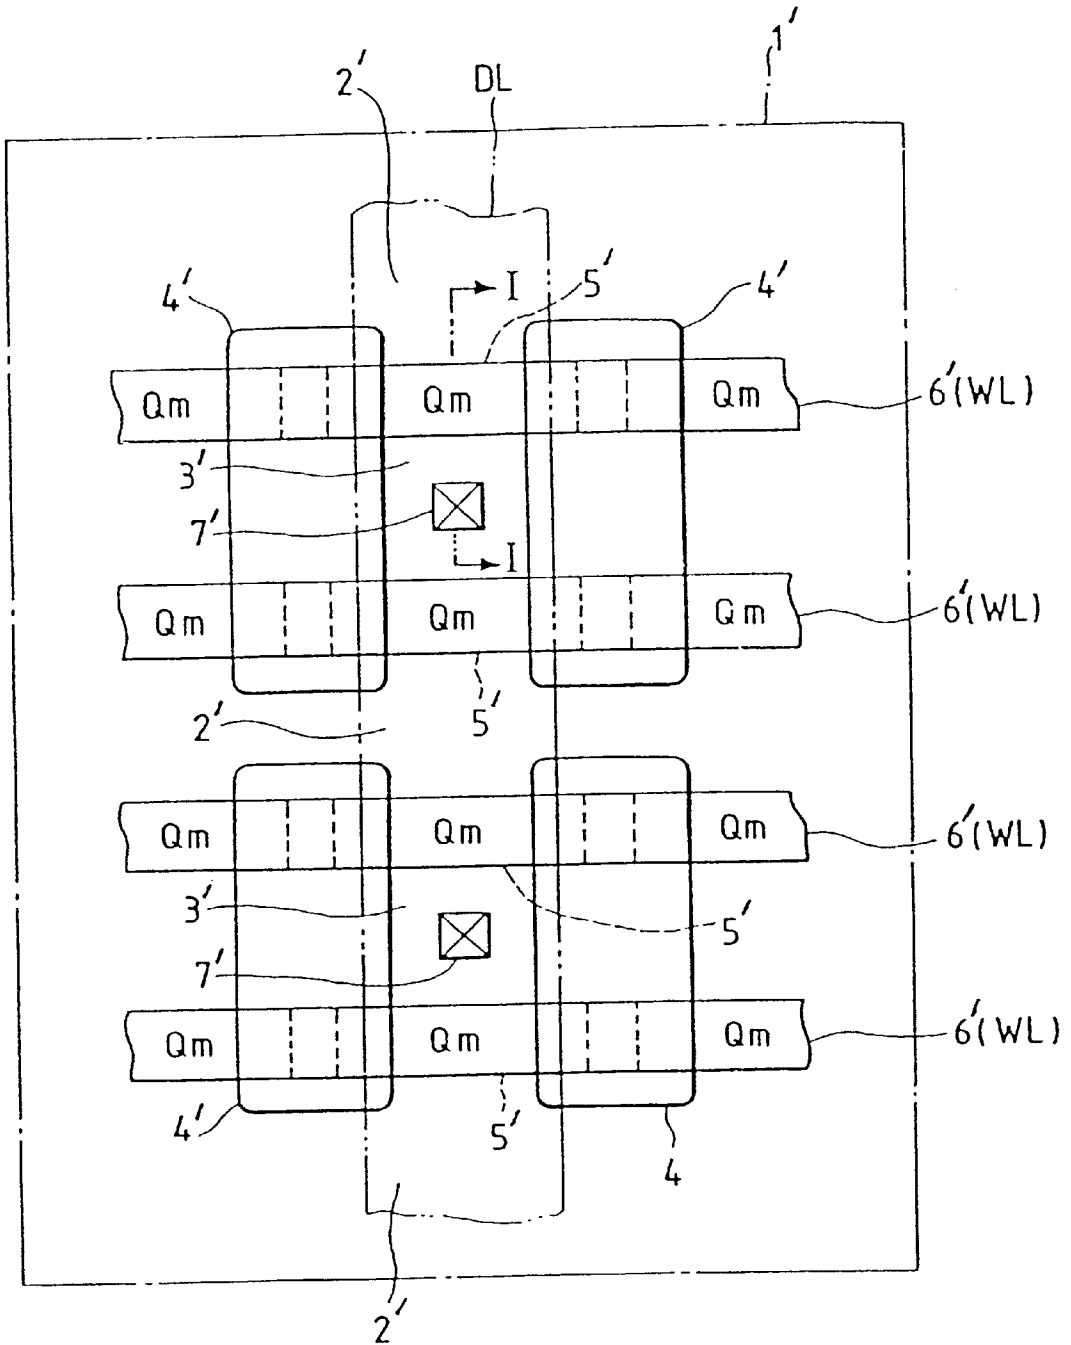 1'
2' DL
4' I 5' 4'
Qm Qm Qm 6'(WL)
3'
7'
I
Qm Qm Qm 6'(WL)
2' 5'
Qm Qm Qm 6'(WL)
3' 5'
7'
Qm Qm Qm 6'(WL)
4' 5' 4
2'